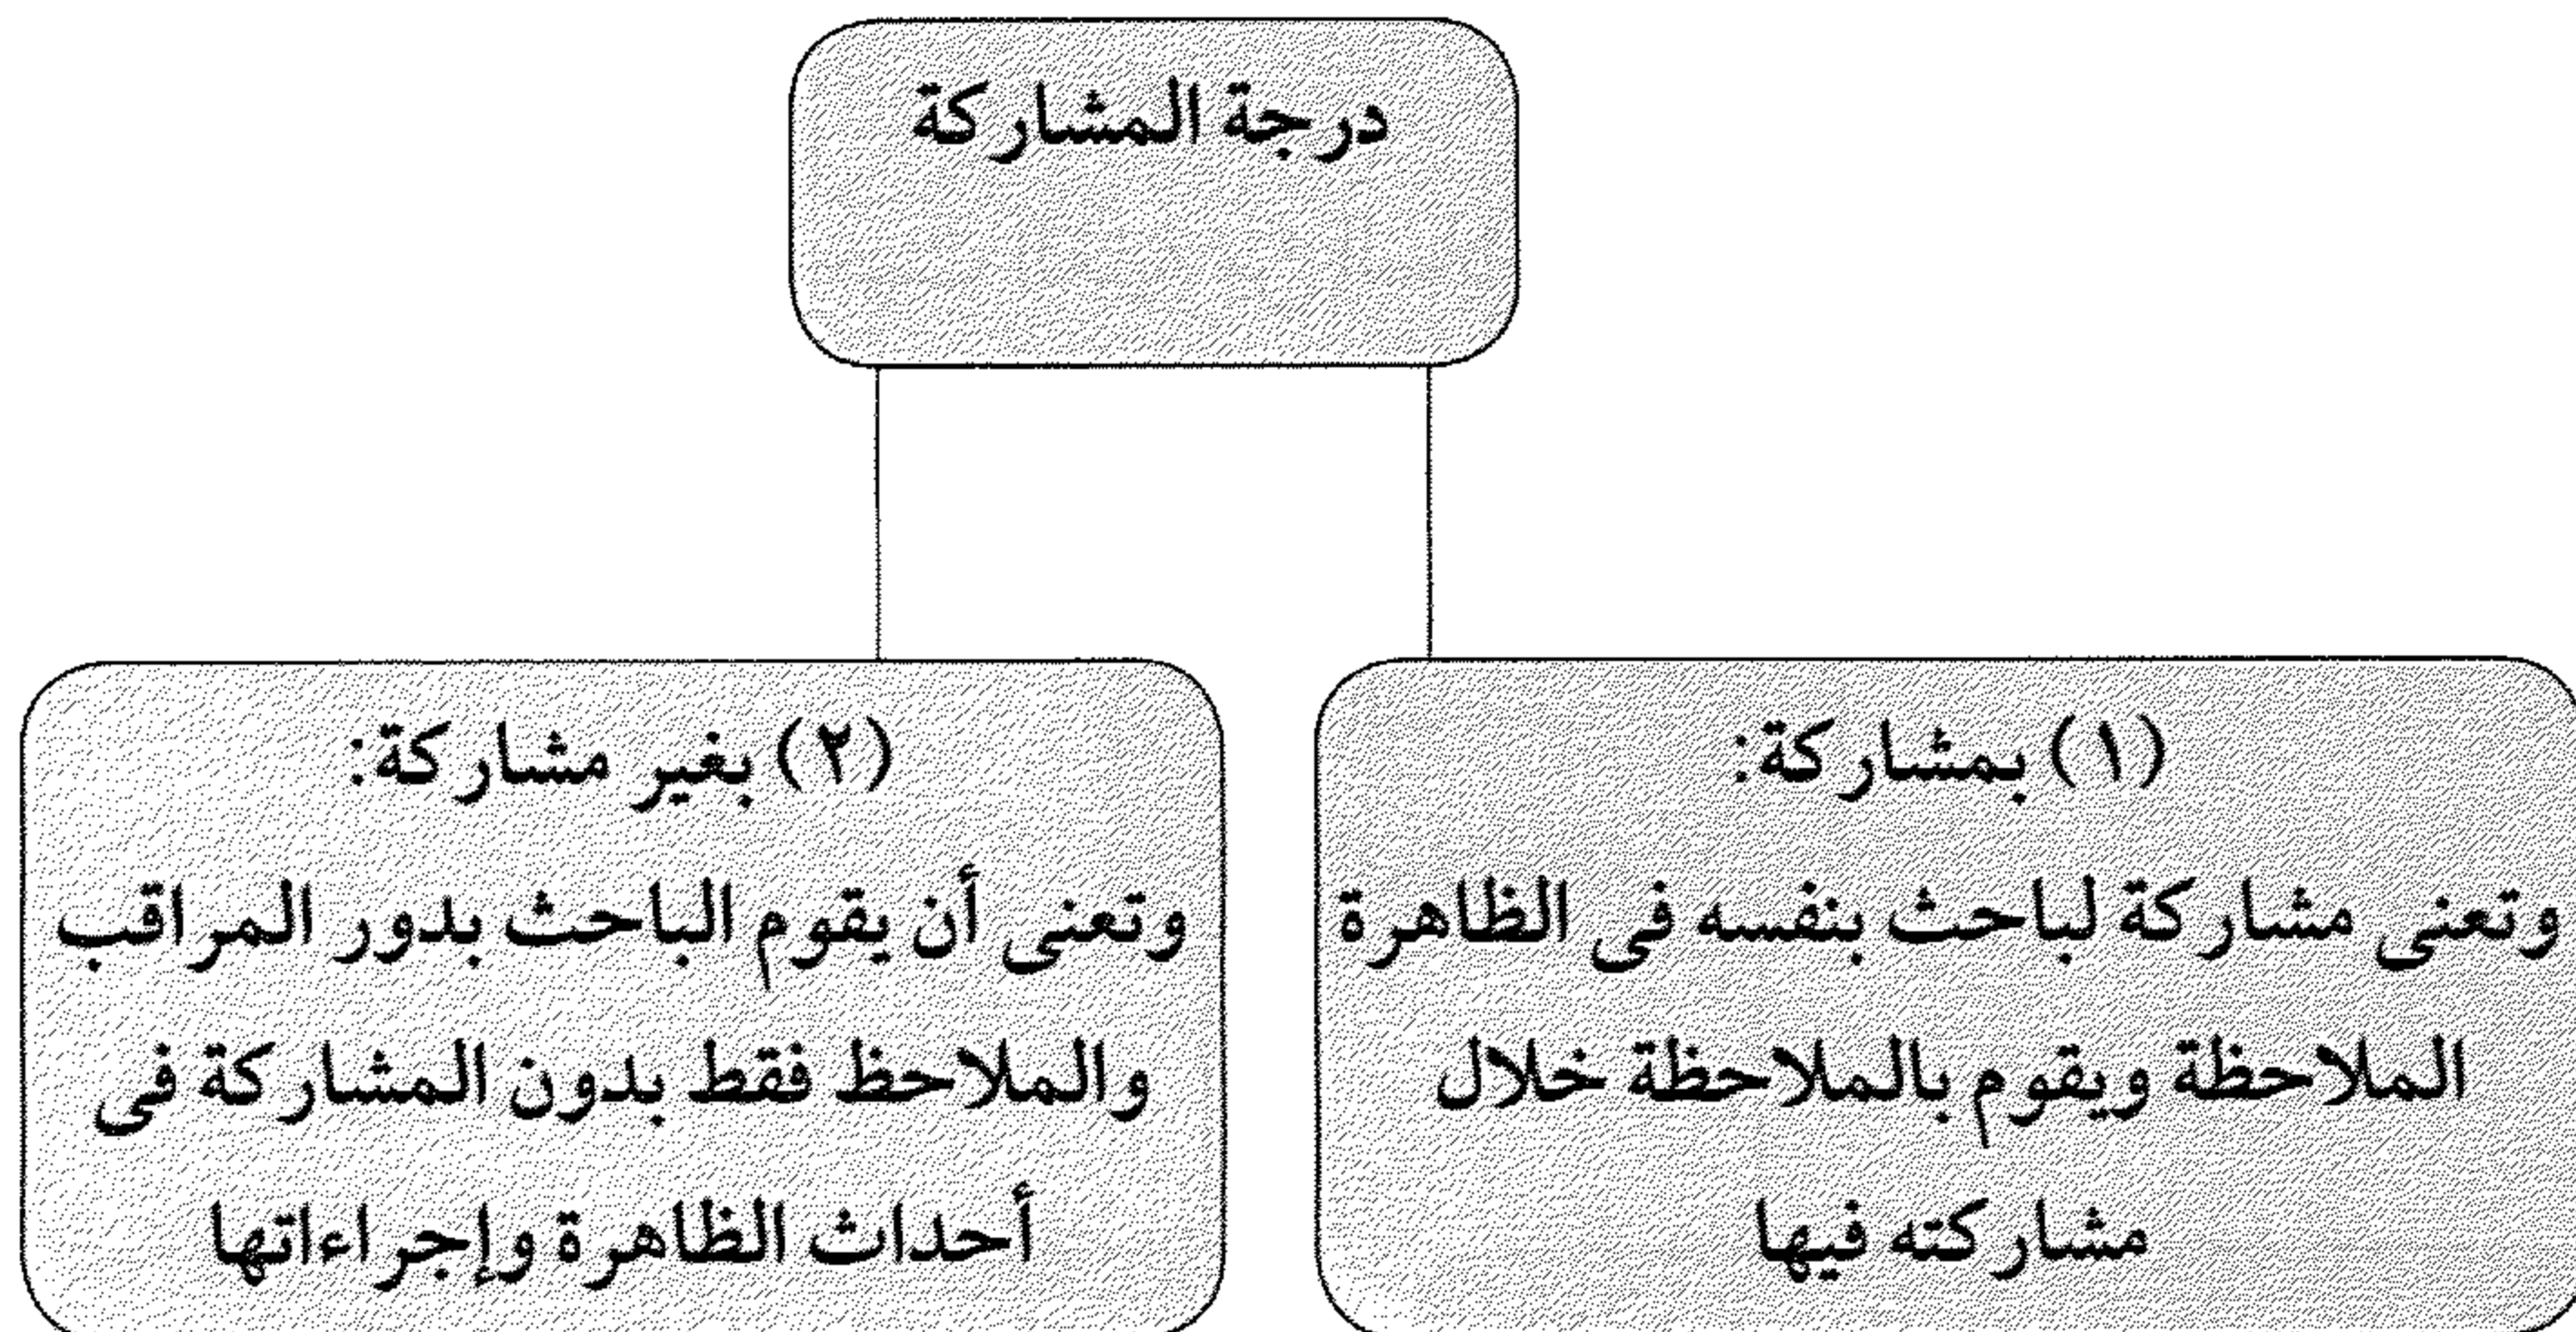 درجة المشاركة
(١) بمشاركة:
وتعنى مشاركة لباحث بنفسه فى الظاهرة
الملاحظة ويقوم بالملاحظة خلال
مشاركته فيها
(٢) بغير مشاركة:
وتعنى أن يقوم الباحث بدور المراقب
والملاحظ فقط بدون المشاركة فى
أحداث الظاهرة وإجراءاتها